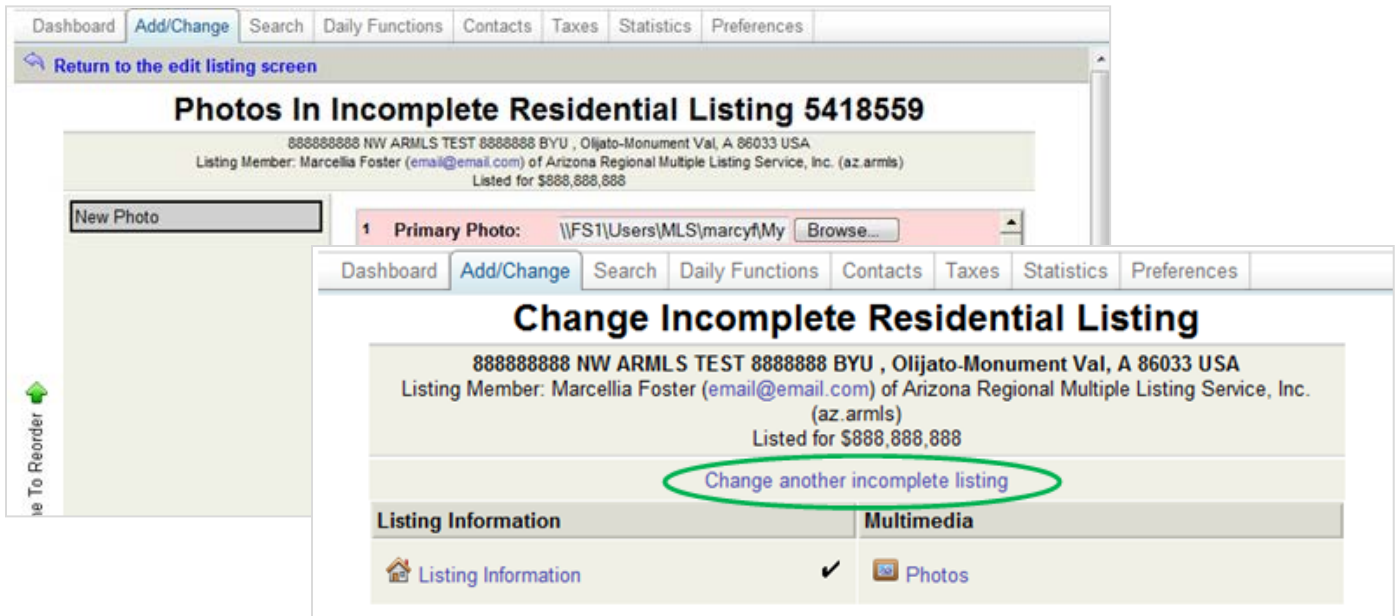 Dashboard Add/Change Search Daily Functions Contacts Taxes Statistics Preferences
Return to the edit listing screen
Photos In Incomplete Residential Listing 5418559
888888888 NW ARMLS TEST 8888888 BYU , Olijato-Monument Val, A 86033 USA
Listing Member: Marcellia Foster (email@email.com) of Arizona Regional Multiple Listing Service, Inc. (az.armls)
Listed for $888,888,888
New Photo
1 Primary Photo: \\FS1\Users\MLS\marcyf\My Browse...
e To Reorder
Dashboard Add/Change Search Daily Functions Contacts Taxes Statistics Preferences
Change Incomplete Residential Listing
888888888 NW ARMLS TEST 8888888 BYU , Olijato-Monument Val, A 86033 USA
Listing Member: Marcellia Foster (email@email.com) of Arizona Regional Multiple Listing Service, Inc.
(az.armls)
Listed for $888,888,888
Change another incomplete listing
Listing Information Multimedia
Listing Information ✔ Photos